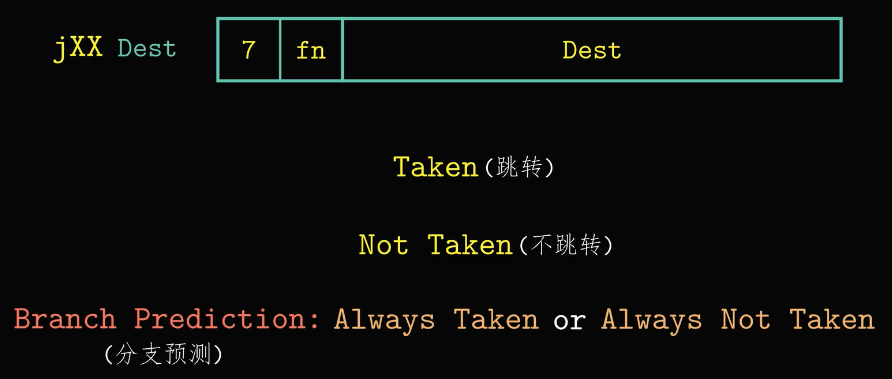 jXX Dest 7 fn Dest
Taken(跳转)
Not Taken(不跳转)
Branch Prediction: Always Taken or Always Not Taken
(分支预测)